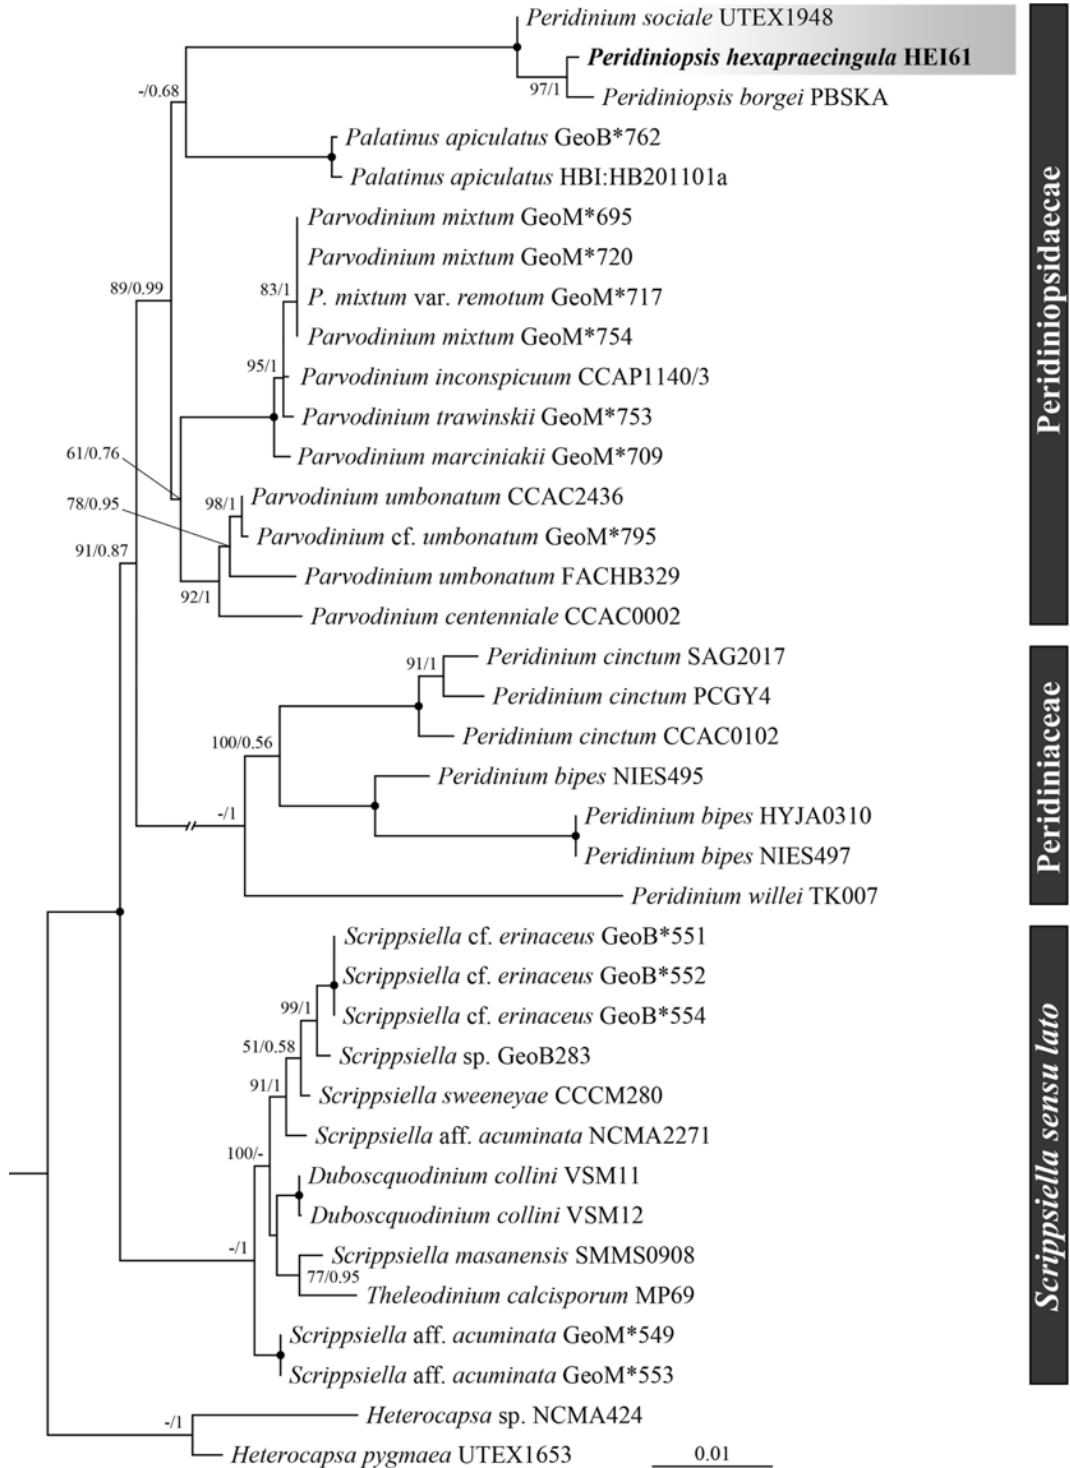 Peridinium sociale UTEX1948
Peridiniopsis hexapraecingula HEI61
97/1
Peridiniopsis borgei PBSKA
-/0.68
Palatinus apiculatus GeoB*762
Palatinus apiculatus HBI:HB201101a
Parvodinium mixtum GeoM*695
Parvodinium mixtum GeoM*720
89/0.99
83/1
P. mixtum var. remotum GeoM*717
Parvodinium mixtum GeoM*754
95/1
Parvodinium inconspicuum CCAP1140/3
Parvodinium trawinskii GeoM*753
61/0.76
Parvodinium marciniakii GeoM*709
78/0.95
98/1
Parvodinium umbonatum CCAC2436
Parvodinium cf. umbonatum GeoM*795
91/0.87
Parvodinium umbonatum FACHB329
92/1
Parvodinium centenniale CCAC0002
Peridiniopsidaecae
91/1
Peridinium cinctum SAG2017
Peridinium cinctum PCGY4
100/0.56
Peridinium cinctum CCAC0102
Peridinium bipes NIES495
-/1
Peridinium bipes HYJA0310
Peridinium bipes NIES497
Peridinium willei TK007
Peridiniaceae
Scrippsiella cf. erinaceus GeoB*551
Scrippsiella cf. erinaceus GeoB*552
99/1
Scrippsiella cf. erinaceus GeoB*554
51/0.58
Scrippsiella sp. GeoB283
91/1
Scrippsiella sweeneyae CCCM280
Scrippsiella aff. acuminata NCMA2271
100/-
Duboscquodinium collini VSM11
Duboscquodinium collini VSM12
-/1
Scrippsiella masanensis SMMS0908
77/0.95
Theleodinium calcisporum MP69
Scrippsiella aff. acuminata GeoM*549
Scrippsiella aff. acuminata GeoM*553
Scrippsiella sensu lato
-/1
Heterocapsa sp. NCMA424
Heterocapsa pygmaea UTEX1653
0.01